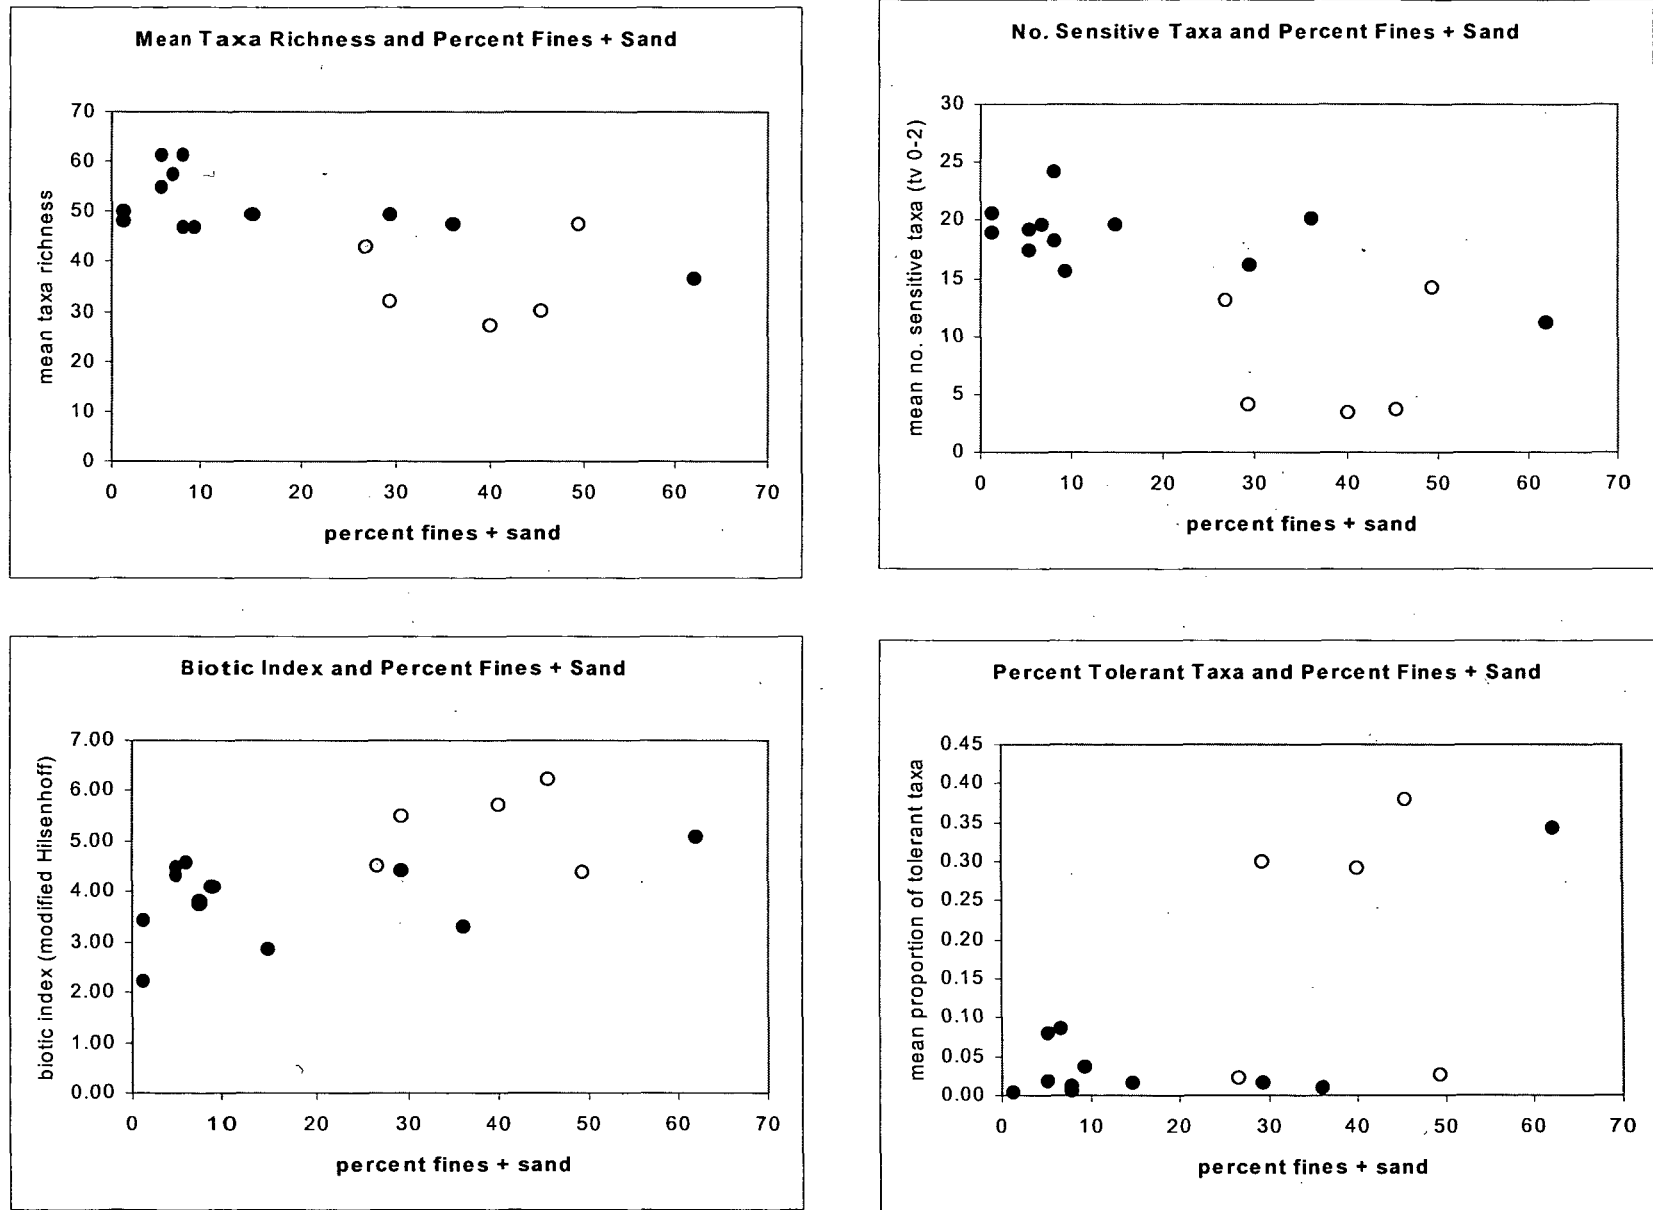 Mean Taxa Richness and Percent Fines + Sand
70
60
50
40
30
20
10
0
mean taxa richness
0 10 20 30 40 50 60 70
percent fines + sand
No. Sensitive Taxa and Percent Fines + Sand
30
25
20
15
10
5
0
mean no. sensitive taxa (tv 0-2)
0 10 20 30 40 50 60 70
percent fines + sand
Biotic Index and Percent Fines + Sand
7.00
6.00
5.00
4.00
3.00
2.00
1.00
0.00
biotic index (modified Hilsenhoff)
0 10 20 30 40 50 60 70
percent fines + sand
Percent Tolerant Taxa and Percent Fines + Sand
0.45
0.40
0.35
0.30
0.25
0.20
0.15
0.10
0.05
0.00
mean proportion of tolerant taxa
0 10 20 30 40 50 60 70
percent fines + sand